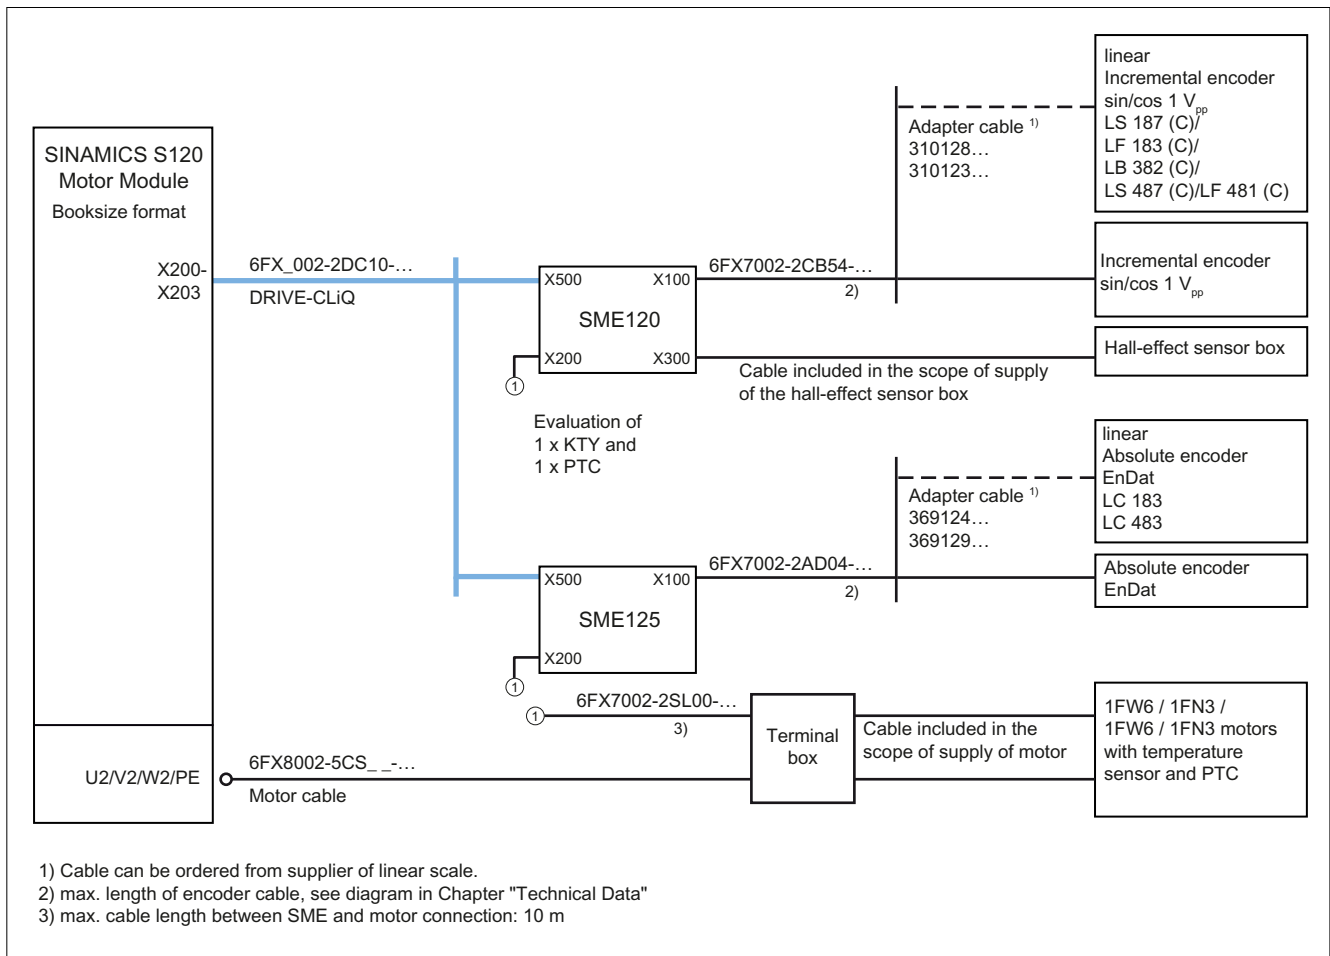 SINAMICS S120
Motor Module
Booksize format
X200-
X203
U2/V2/W2/PE
6FX_002-2DC10-...
DRIVE-CLiQ
X500
X100
SME120
X200
X300
1
Evaluation of
1 x KTY and
1 x PTC
6FX7002-2CB54-...
2)
Adapter cable 1)
310128...
310123...
linear
Incremental encoder
sin/cos 1 Vpp
LS 187 (C)/
LF 183 (C)/
LB 382 (C)/
LS 487 (C)/LF 481 (C)
Incremental encoder
sin/cos 1 Vpp
Hall-effect sensor box
Cable included in the scope of supply
of the hall-effect sensor box
X500
X100
SME125
X200
1
6FX7002-2AD04-...
2)
Adapter cable 1)
369124...
369129...
linear
Absolute encoder
EnDat
LC 183
LC 483
Absolute encoder
EnDat
1
6FX7002-2SL00-...
3)
Terminal
box
Cable included in the
scope of supply of motor
1FW6 / 1FN3 /
1FW6 / 1FN3 motors
with temperature
sensor and PTC
6FX8002-5CS_ _-...
Motor cable
1) Cable can be ordered from supplier of linear scale.
2) max. length of encoder cable, see diagram in Chapter "Technical Data"
3) max. cable length between SME and motor connection: 10 m